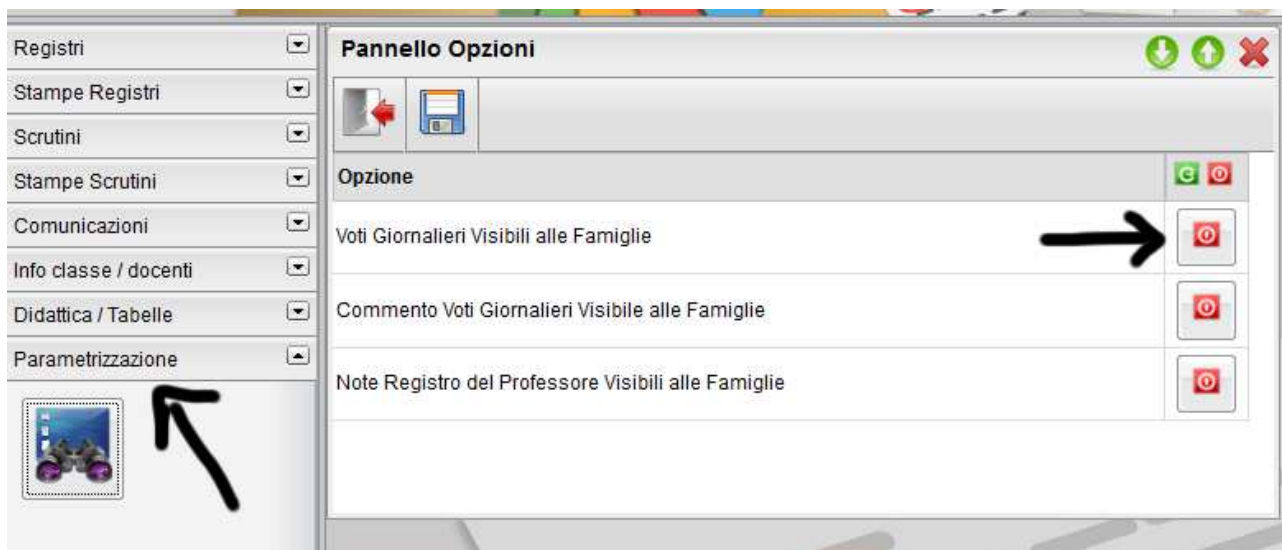 Registri
Stampe Registri
Scrutini
Stampe Scrutini
Comunicazioni
Info classe / docenti
Didattica / Tabelle
Parametrizzazione
Pannello Opzioni
Opzione
Voti Giornalieri Visibili alle Famiglie
Commento Voti Giornalieri Visibile alle Famiglie
Note Registro del Professore Visibili alle Famiglie